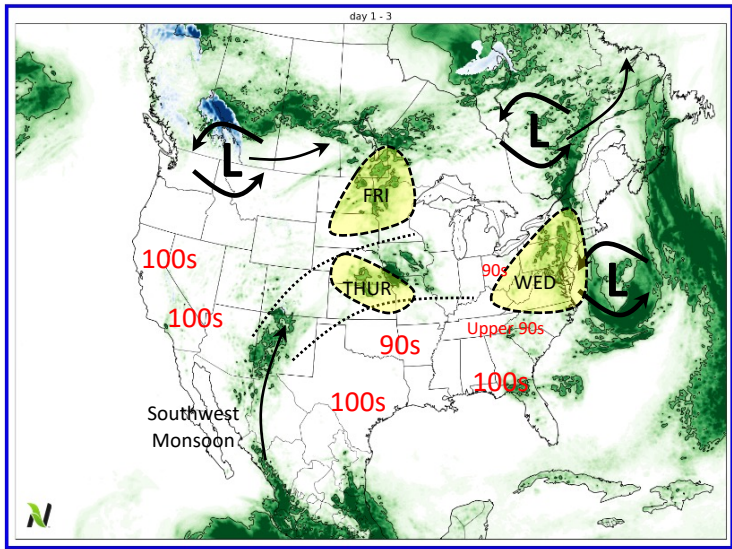 day 1 - 3
L
L
FRI
100s
90s
WED
L
THUR
100s
Upper 90s
90s
100s
100s
Southwest
Monsoon
N